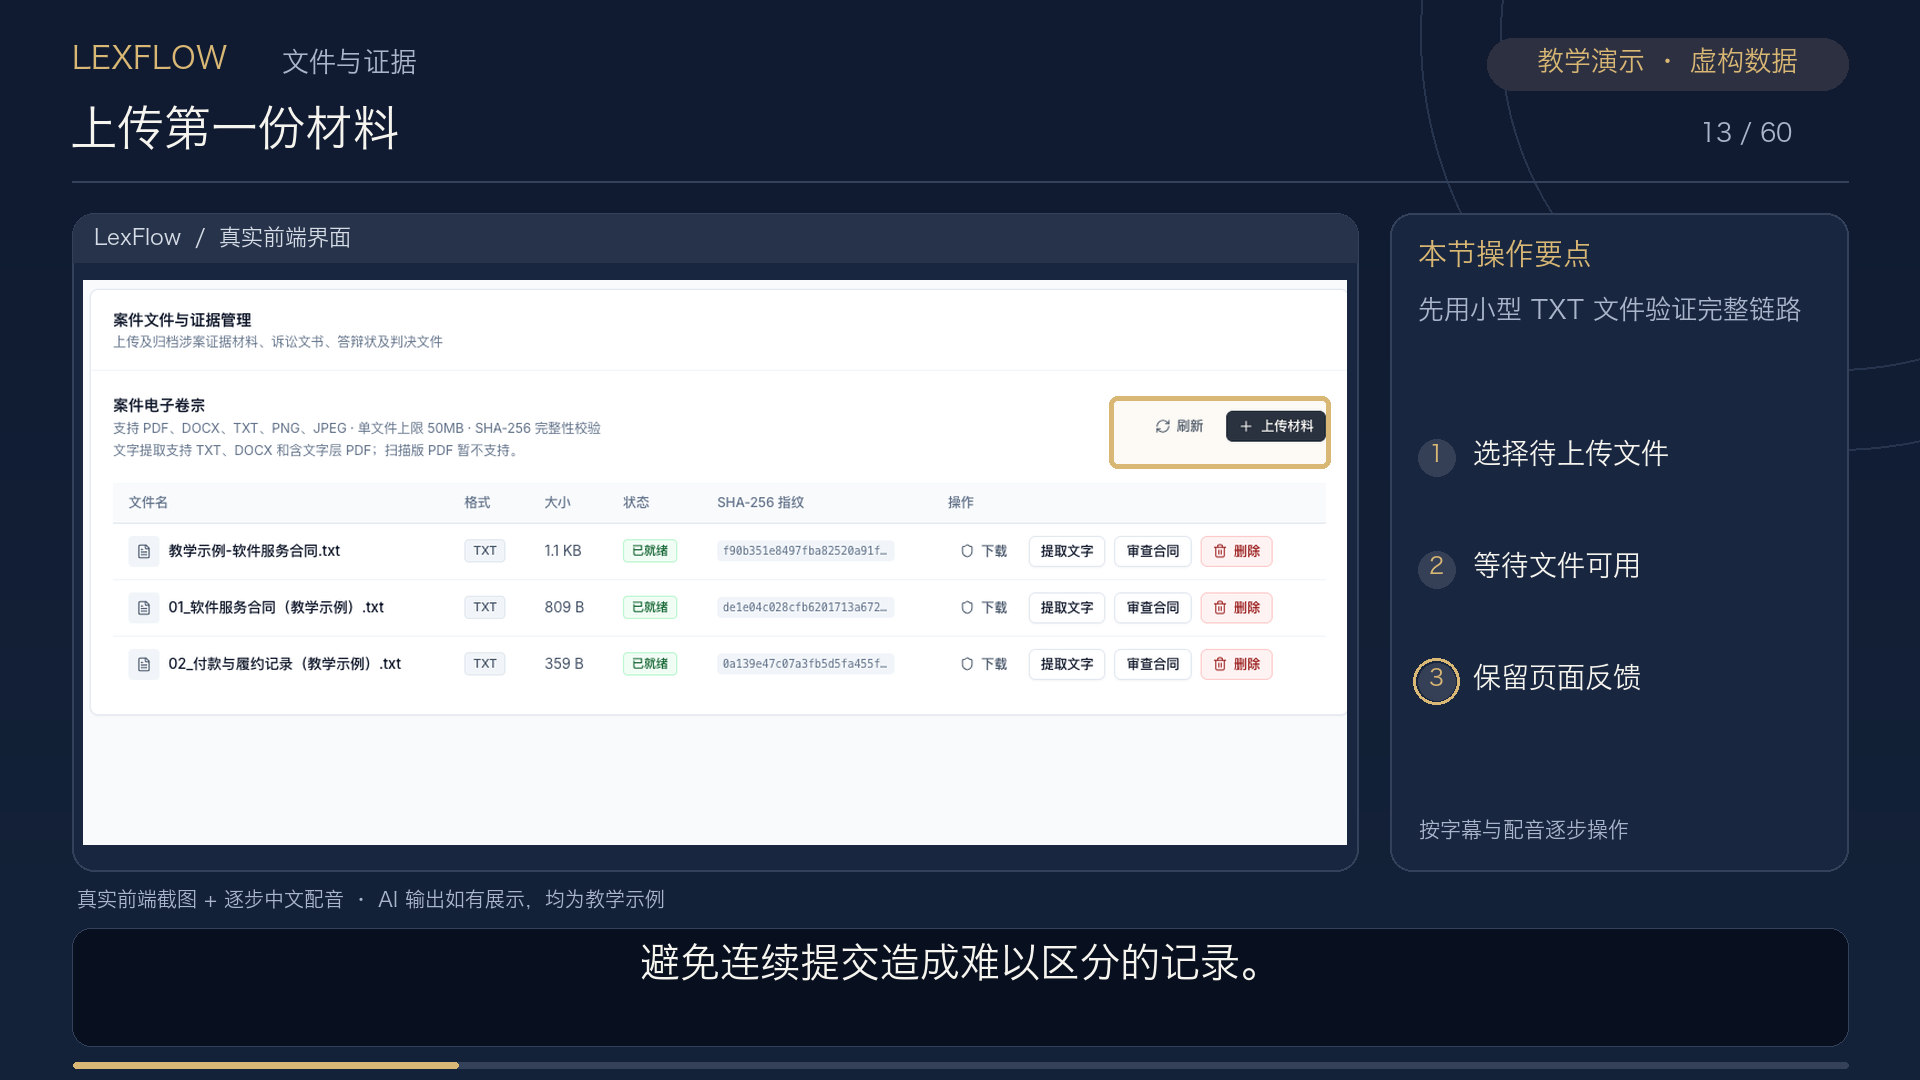 LEXFLOW 文件与证据
教学演示 · 虚构数据
上传第一份材料
13 / 60
LexFlow / 真实前端界面
案件文件与证据管理
上传及归档涉案证据材料、诉讼文书、答辩状及判决文件
案件电子卷宗
支持 PDF、DOCX、TXT、PNG、JPEG · 单文件上限 50MB · SHA-256 完整性校验
文字提取支持 TXT、DOCX 和含文字层 PDF；扫描版 PDF 暂不支持。
刷新 + 上传材料
文件名 格式 大小 状态 SHA-256 指纹 操作
教学示例-软件服务合同.txt TXT 1.1 KB 已就绪 f90b351e8497fba82520a91f… 下载 提取文字 审查合同 删除
01_软件服务合同（教学示例）.txt TXT 809 B 已就绪 de1e04c028cfb6201713a672… 下载 提取文字 审查合同 删除
02_付款与履约记录（教学示例）.txt TXT 359 B 已就绪 0a139e47c07a3fb5d5fa455f… 下载 提取文字 审查合同 删除
本节操作要点
先用小型 TXT 文件验证完整链路
1 选择待上传文件
2 等待文件可用
3 保留页面反馈
按字幕与配音逐步操作
真实前端截图 + 逐步中文配音 · AI 输出如有展示，均为教学示例
避免连续提交造成难以区分的记录。